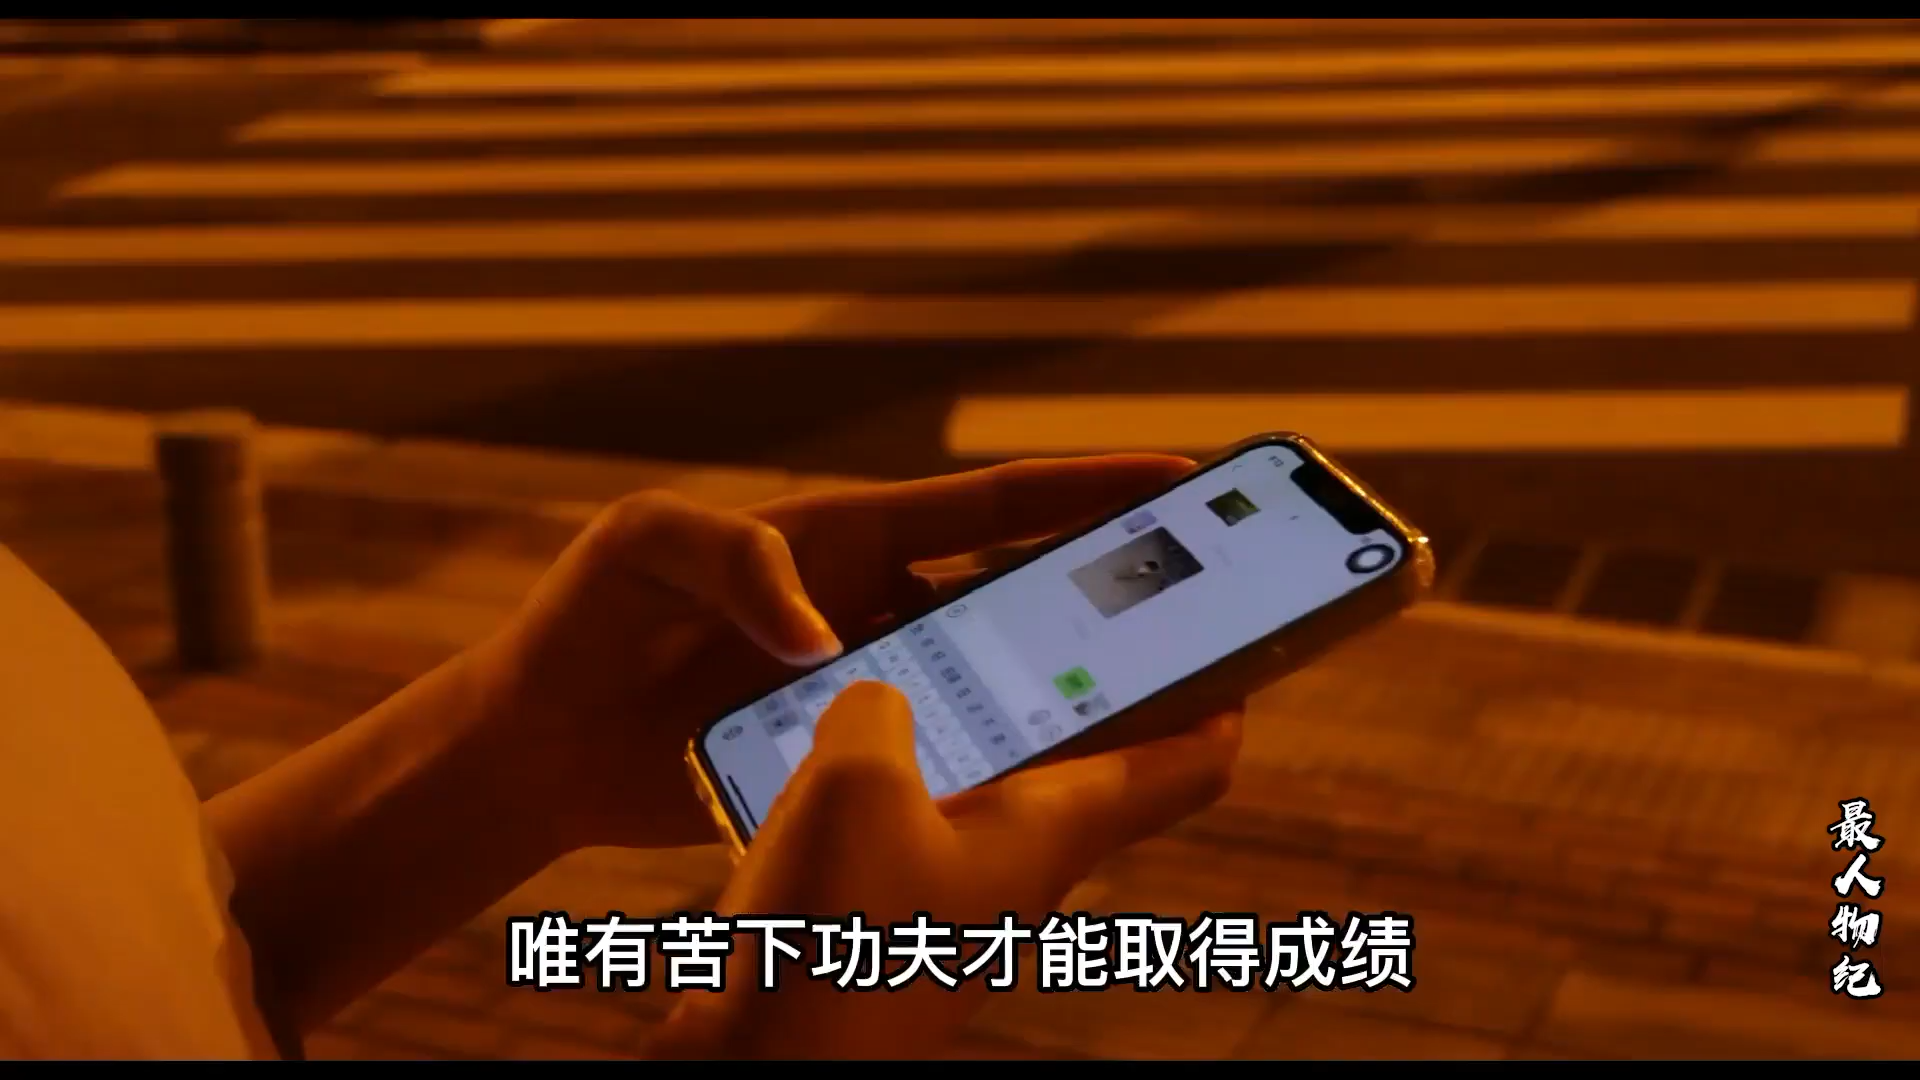 唯有苦下功夫才能取得成绩
最人物纪